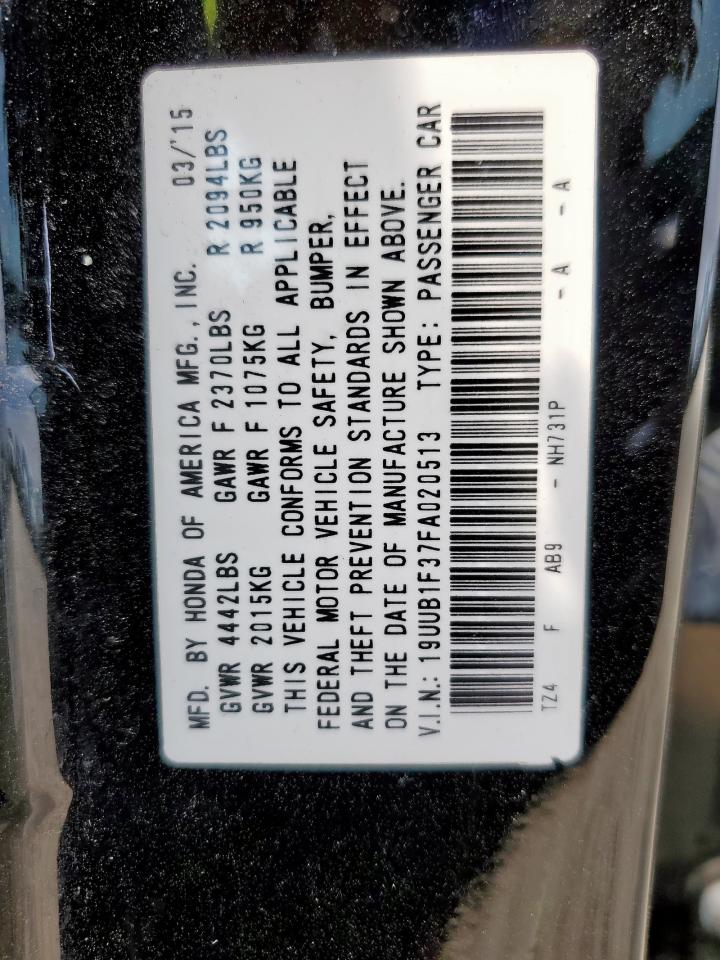 MFD. BY HONDA OF AMERICA MFG., INC. 03/'15
GVWR 4442LBS GAWR F 2370LBS R 2094LBS
GVWR 2015KG GAWR F 1075KG R 950KG
THIS VEHICLE CONFORMS TO ALL APPLICABLE
FEDERAL MOTOR VEHICLE SAFETY, BUMPER,
AND THEFT PREVENTION STANDARDS IN EFFECT
ON THE DATE OF MANUFACTURE SHOWN ABOVE.
V.I.N.: 19UUB1F37FA020513 TYPE: PASSENGER CAR
TZ4 F AB9 - NH731P - A - A